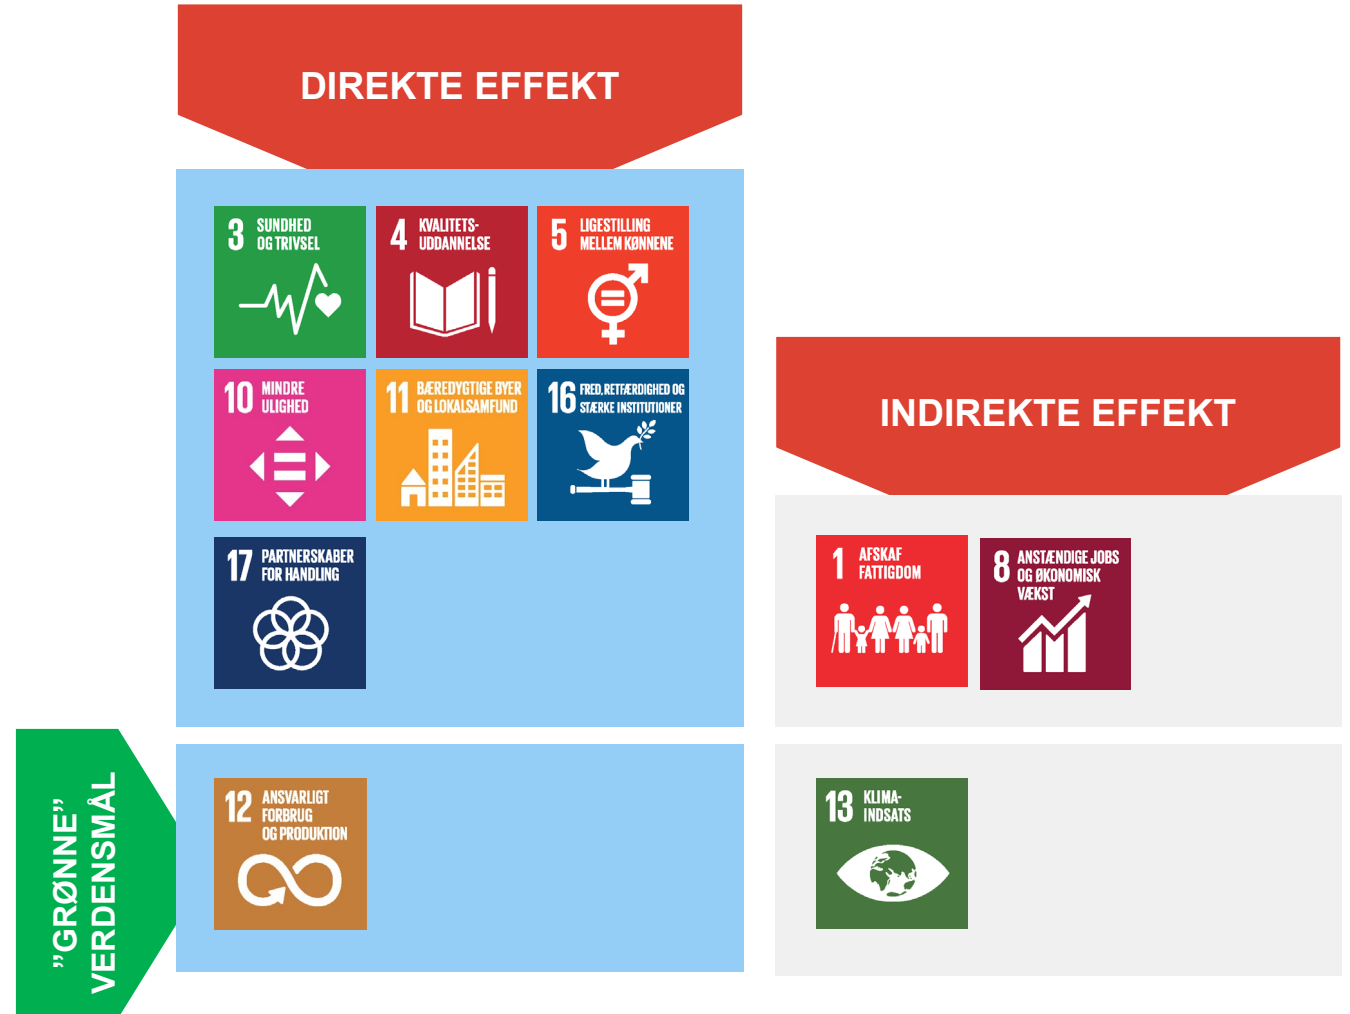 DIREKTE EFFEKT
3 SUNDHED
OG TRIVSEL
4 KVALITETS-
UDDANNELSE
5 LIGESTILLING
MELLEM KØNNENE
10 MINDRE
ULIGHED
11 BÆREDYGTIGE BYER
OG LOKALSAMFUND
16 FRED, RETFÆRDIGHED OG
STÆRKE INSTITUTIONER
17 PARTNERSKABER
FOR HANDLING
INDIREKTE EFFEKT
1 AFSKAF
FATTIGDOM
8 ANSTÆNDIGE JOBS
OG ØKONOMISK
VÆKST
”GRØNNE”
VERDENSMÅL
12 ANSVARLIGT
FORBRUG
OG PRODUKTION
13 KLIMA-
INDSATS